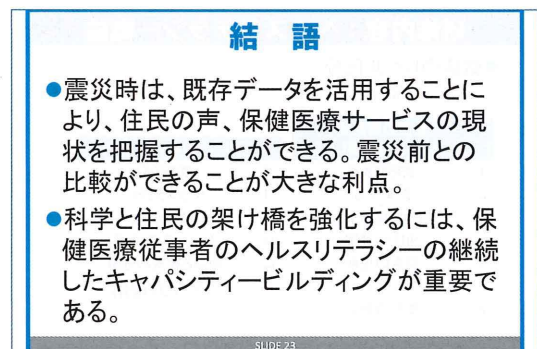 結 語
●震災時は、既存データを活用することに
より、住民の声、保健医療サービスの現
状を把握することができる。震災前との
比較ができることが大きな利点。
●科学と住民の架け橋を強化するには、保
健医療従事者のヘルスリテラシーの継続
したキャパシティービルディングが重要で
ある。
SLIDE 23